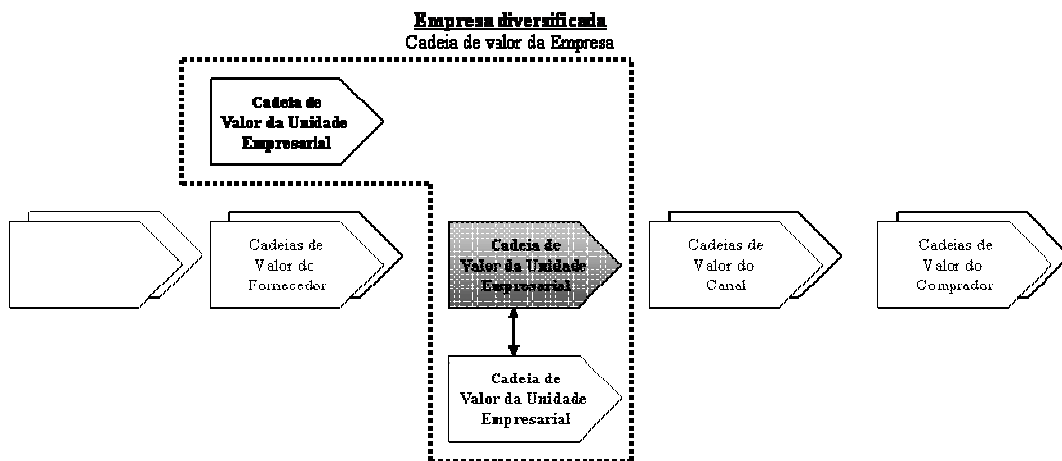 Empresa diversificada
Cadeia de valor da Empresa
Cadeia de
Valor da Unidade
Empresarial
Cadeias de
Valor do
Fornecedor
Cadeia de
Valor da Unidade
Empresarial
Cadeias de
Valor do
Canal
Cadeias de
Valor do
Comprador
Cadeia de
Valor da Unidade
Empresarial